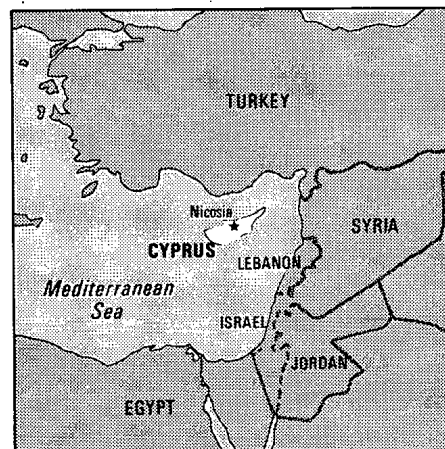 TURKEY
Nicosia
CYPRUS
SYRIA
LEBANON
Mediterranean
Sea
ISRAEL
JORDAN
EGYPT